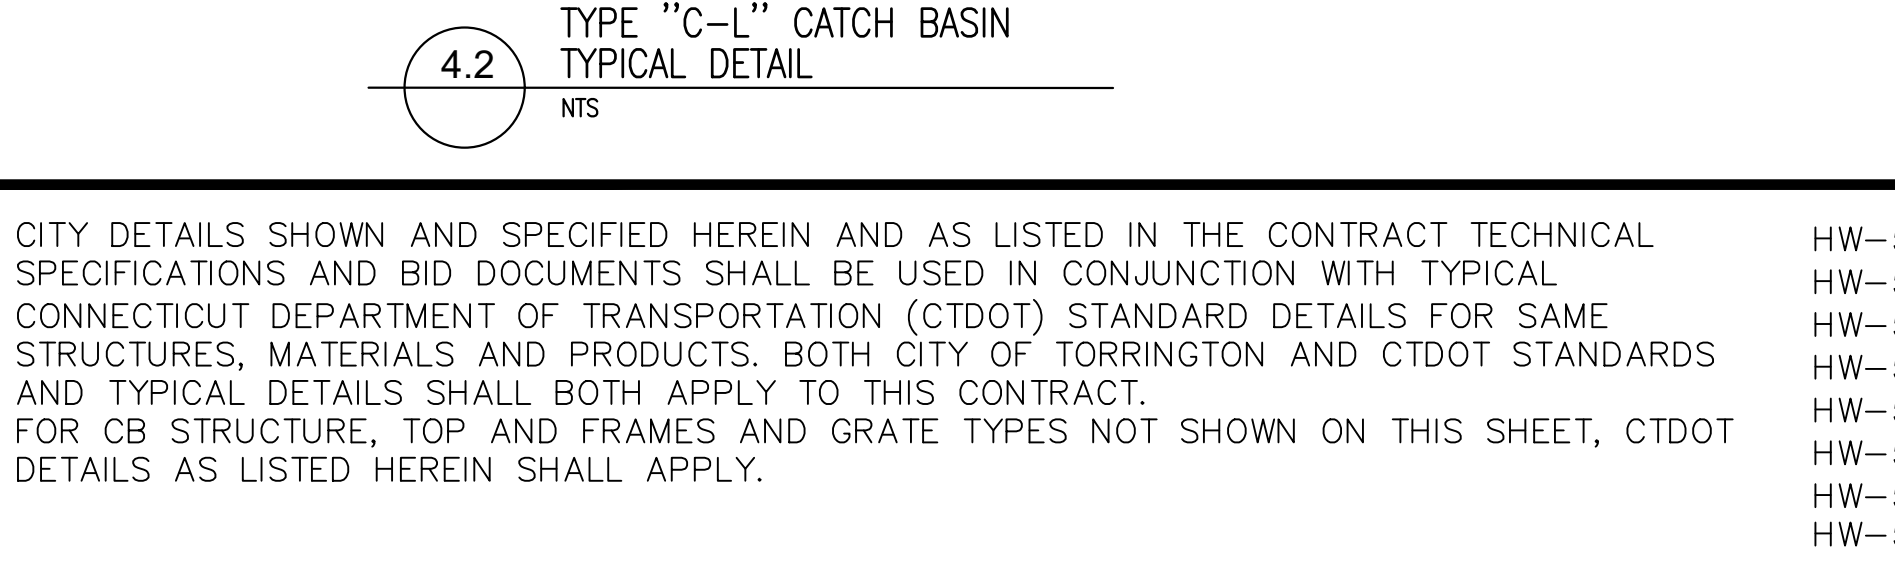 TYPE "C-L" CATCH BASIN
4.2 TYPICAL DETAIL
NTS
CITY DETAILS SHOWN AND SPECIFIED HEREIN AND AS LISTED IN THE CONTRACT TECHNICAL
SPECIFICATIONS AND BID DOCUMENTS SHALL BE USED IN CONJUNCTION WITH TYPICAL
CONNECTICUT DEPARTMENT OF TRANSPORTATION (CTDOT) STANDARD DETAILS FOR SAME
STRUCTURES, MATERIALS AND PRODUCTS. BOTH CITY OF TORRINGTON AND CTDOT STANDARDS
AND TYPICAL DETAILS SHALL BOTH APPLY TO THIS CONTRACT.
FOR CB STRUCTURE, TOP AND FRAMES AND GRATE TYPES NOT SHOWN ON THIS SHEET, CTDOT
DETAILS AS LISTED HEREIN SHALL APPLY.
HW-
HW-
HW-
HW-
HW-
HW-
HW-
HW-